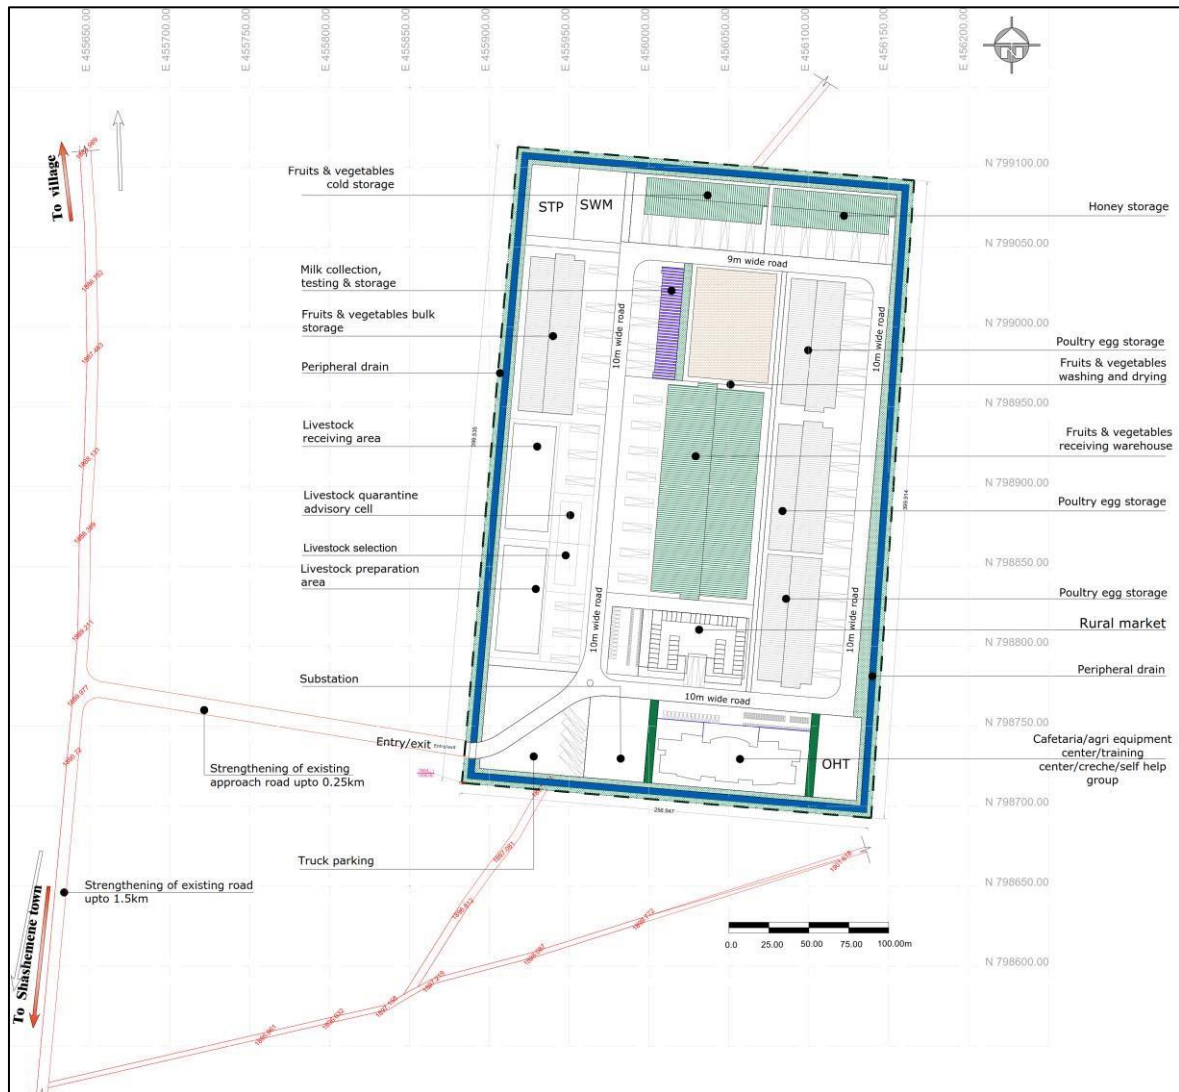 E 455650.00
E 455700.00
E 455750.00
E 455800.00
E 455850.00
E 455900.00
E 455950.00
E 456000.00
E 456050.00
E 456100.00
E 456150.00
E 456200.00
N
To village
N 799100.00
N 799050.00
N 799000.00
N 798950.00
N 798900.00
N 798850.00
N 798800.00
N 798750.00
N 798700.00
N 798650.00
N 798600.00
Fruits & vegetables
cold storage
Milk collection,
testing & storage
Fruits & vegetables bulk
storage
Peripheral drain
Livestock
receiving area
Livestock quarantine
advisory cell
Livestock selection
Livestock preparation
area
Substation
Entry/exit
Entry/exit
Strengthening of existing
approach road upto 0.25km
Truck parking
Strengthening of existing road
upto 1.5km
To Shashemene town
STP
SWM
9m wide road
10m wide road
10m wide road
10m wide road
10m wide road
10m wide road
OHT
Honey storage
Poultry egg storage
Fruits & vegetables
washing and drying
Fruits & vegetables
receiving warehouse
Poultry egg storage
Poultry egg storage
Rural market
Peripheral drain
Cafetaria/agri equipment
center/training
center/creche/self help
group
399.914
1989.211
1989.977
0.0
25.00
50.00
75.00
100.00m